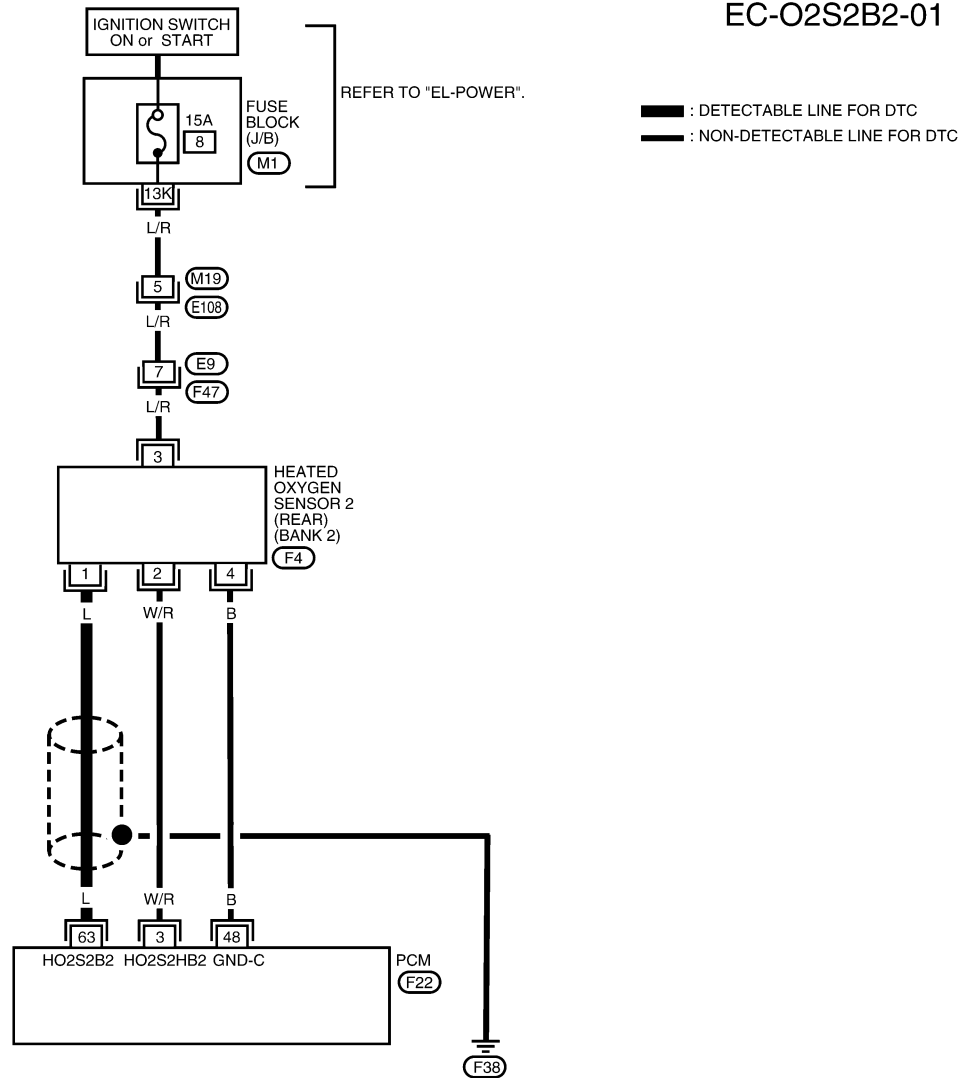 EC-O2S2B2-01
IGNITION SWITCH
ON or START
REFER TO "EL-POWER".
: DETECTABLE LINE FOR DTC
: NON-DETECTABLE LINE FOR DTC
FUSE
BLOCK
(J/B)
15A
8
M1
13K
L/R
5
M19
E108
L/R
7
E9
F47
L/R
3
HEATED
OXYGEN
SENSOR 2
(REAR)
(BANK 2)
F4
1 2 4
L W/R B
L W/R B
63 3 48
HO2S2B2 HO2S2HB2 GND-C
PCM
F22
F38